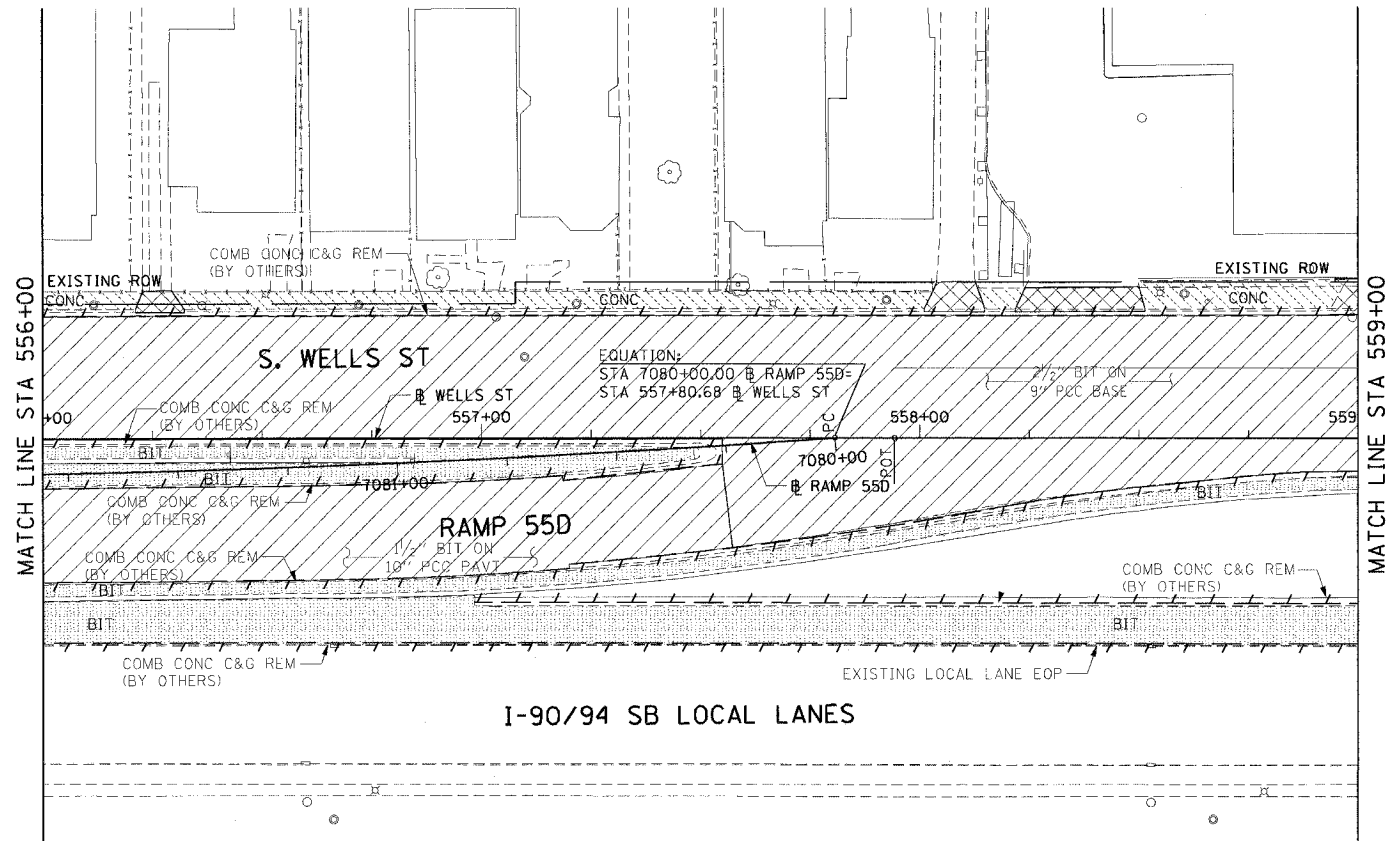 COMB CONC C&G REM
(BY OTHERS)
EXISTING ROW
CONC
CONC
EXISTING ROW
CONC
MATCH LINE STA 556+00
MATCH LINE STA 559+00
S. WELLS ST
EQUATION:
STA 7080+00.00 ⅊ RAMP 55D=
STA 557+80.68 ⅊ WELLS ST
2 1/2" BIT ON
9" PCC BASE
COMB CONC C&G REM
(BY OTHERS)
⅊ WELLS ST
+00
557+00
PC
558+00
559
BIT
BIT
7081+00
7080+00
POT
⅊ RAMP 55D
COMB CONC C&G REM
(BY OTHERS)
BIT
RAMP 55D
1 1/2" BIT ON
10" PCC PAVT
COMB CONC C&G REM
(BY OTHERS)
BIT
COMB CONC C&G REM
(BY OTHERS)
BIT
BIT
COMB CONC C&G REM
(BY OTHERS)
EXISTING LOCAL LANE EOP
I-90/94 SB LOCAL LANES